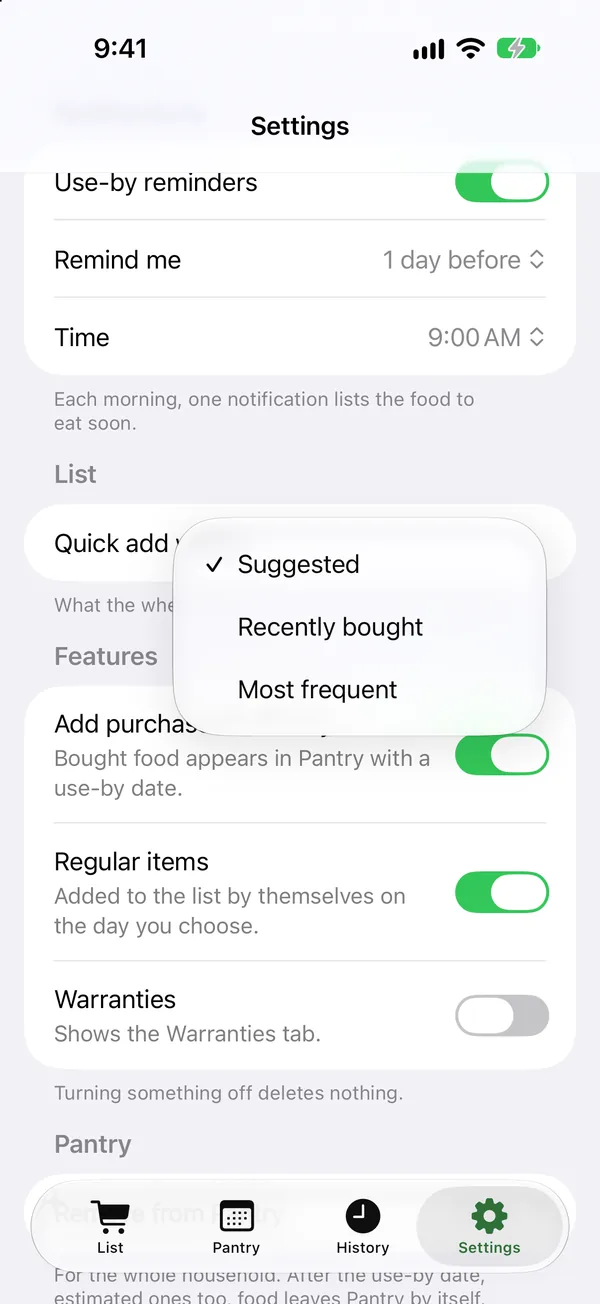 9:41
Settings
Use-by reminders
Remind me
1 day before
Time
9:00 AM
Each morning, one notification lists the food to
eat soon.
List
Quick add
Suggested
Recently bought
Most frequent
What the
Features
Add
Bought food appears in Pantry with a
use-by date.
Regular items
Added to the list by themselves on
the day you choose.
Warranties
Shows the Warranties tab.
Turning something off deletes nothing.
Pantry
from
List
Pantry
History
Settings
For the whole household. After the use-by date,
estimated ones too, food leaves Pantry by itself.